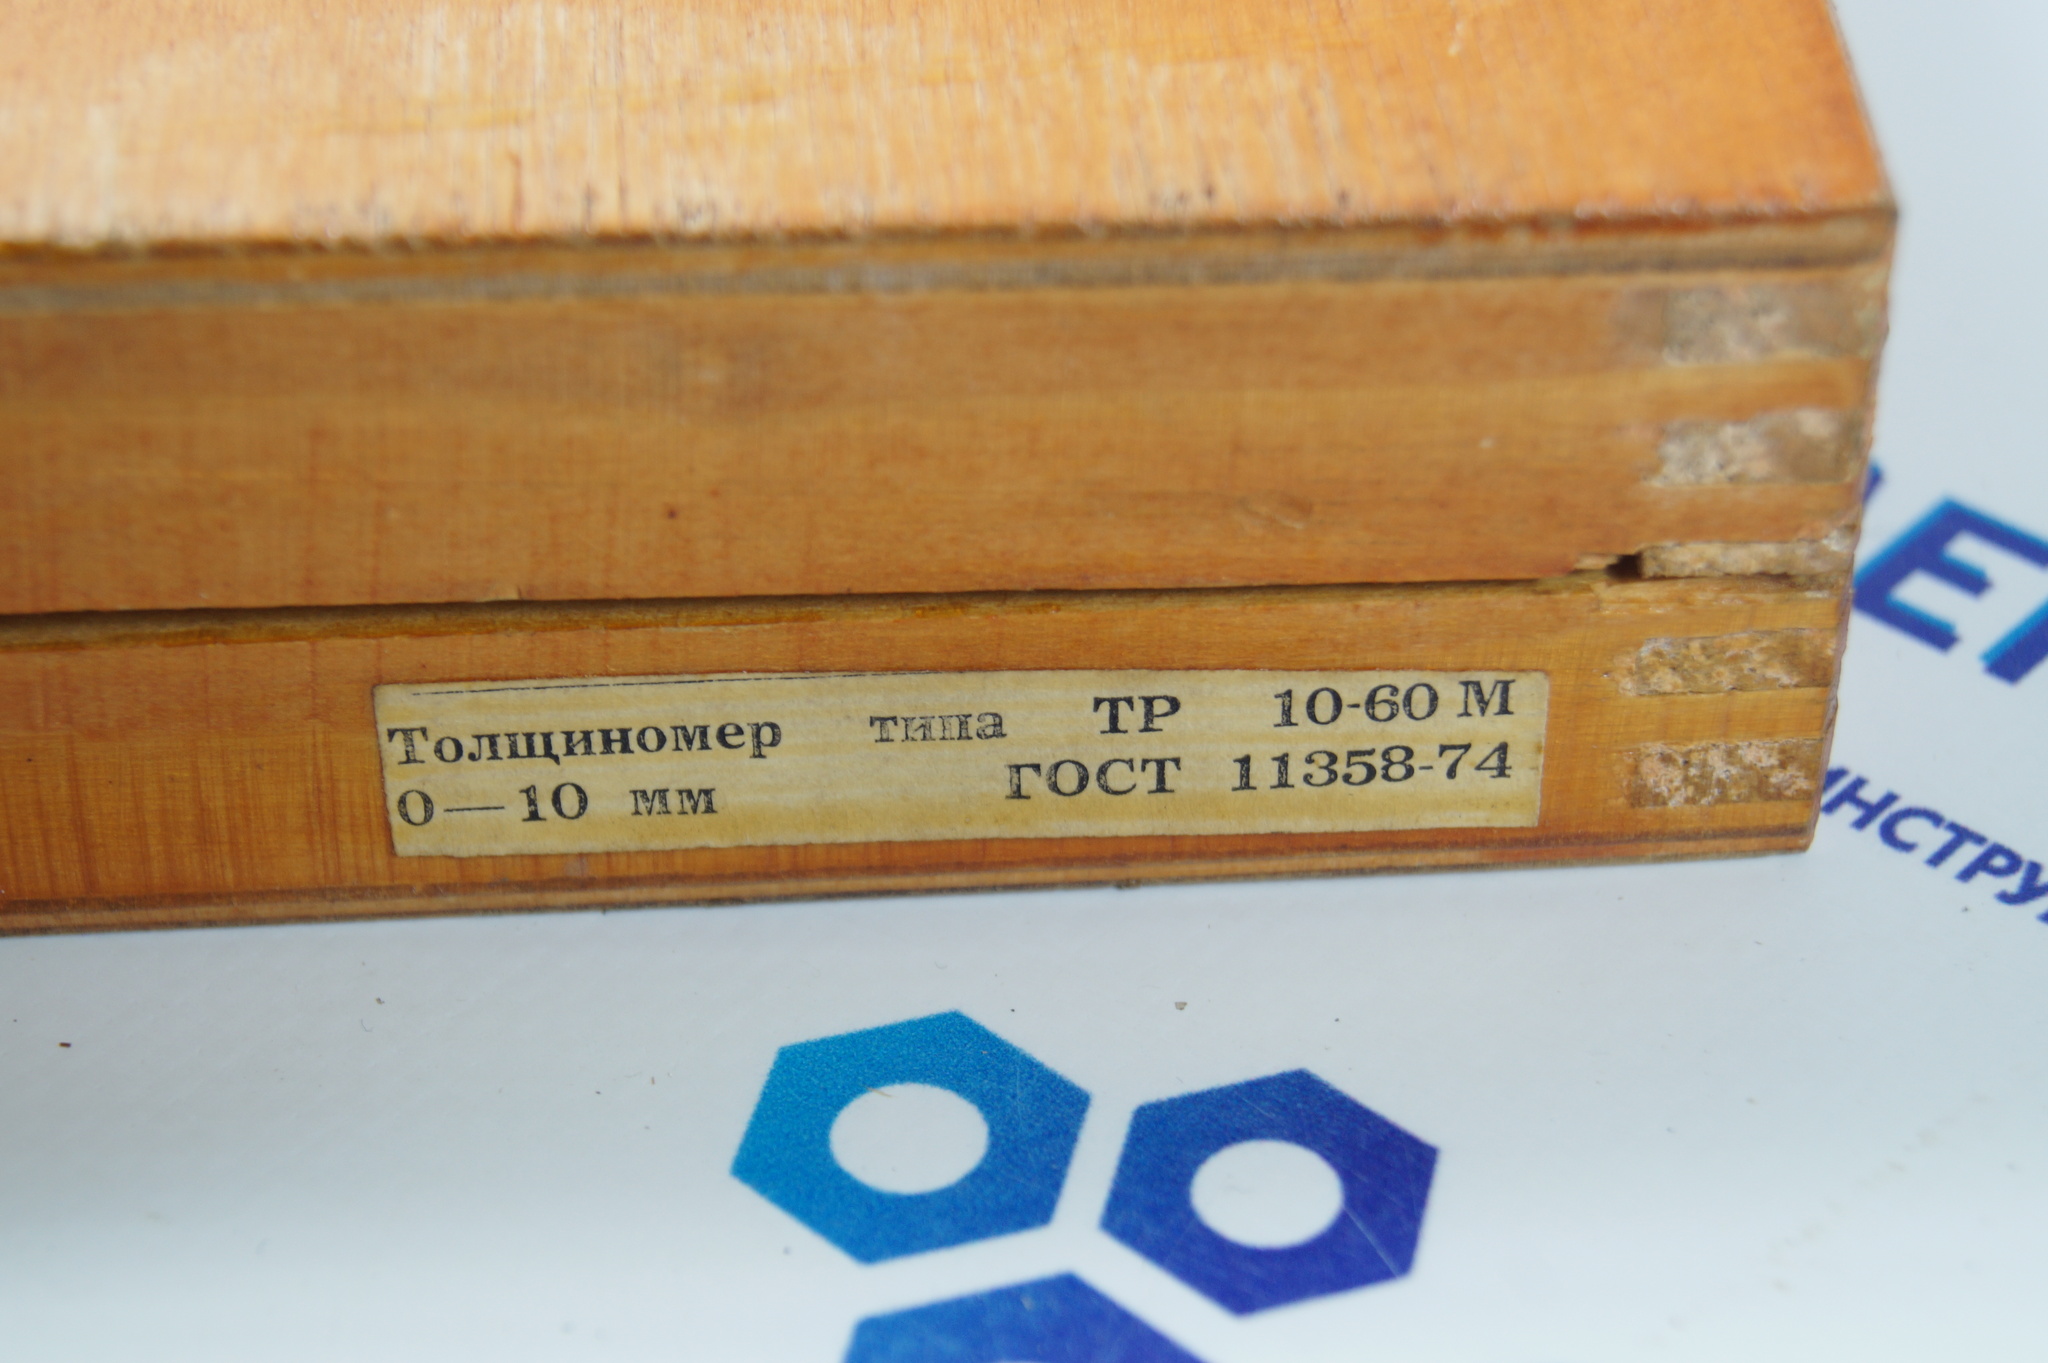 Толщиномер типа ТР 10-60 М
0—10 мм ГОСТ 11358-74